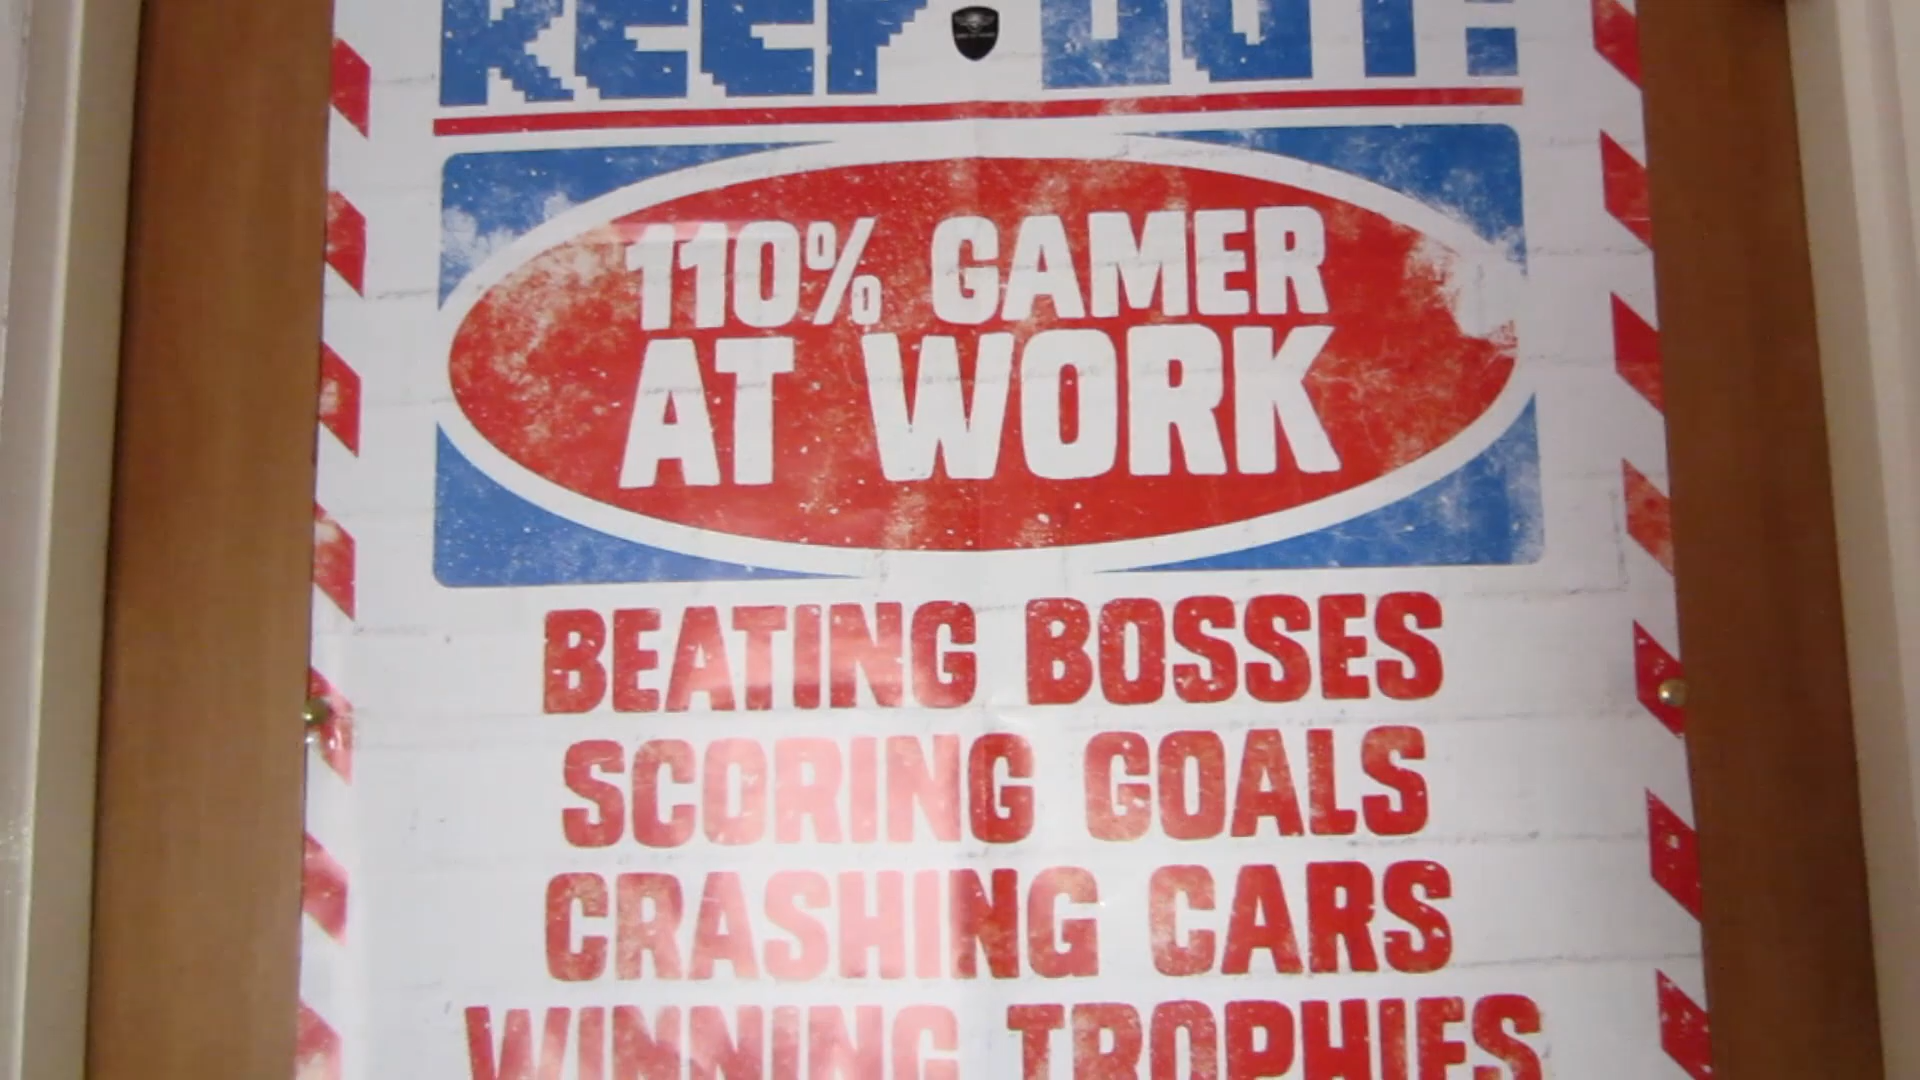 KEEP OUT!
110% GAMER
AT WORK
BEATING BOSSES
SCORING GOALS
CRASHING CARS
WINNING TROPHIES